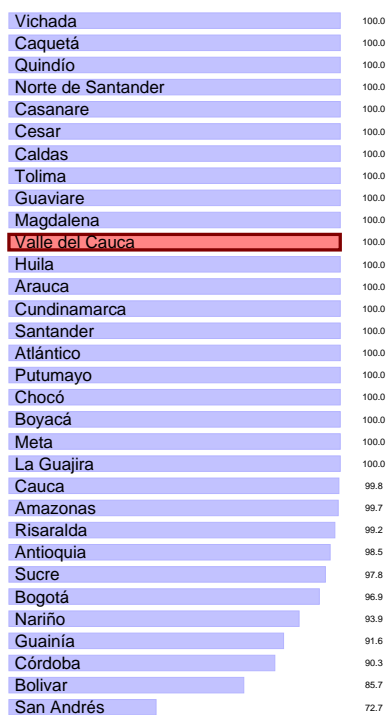 Vichada 100.0
Caquetá 100.0
Quindío 100.0
Norte de Santander 100.0
Casanare 100.0
Cesar 100.0
Caldas 100.0
Tolima 100.0
Guaviare 100.0
Magdalena 100.0
Valle del Cauca 100.0
Huila 100.0
Arauca 100.0
Cundinamarca 100.0
Santander 100.0
Atlántico 100.0
Putumayo 100.0
Chocó 100.0
Boyacá 100.0
Meta 100.0
La Guajira 100.0
Cauca 99.8
Amazonas 99.7
Risaralda 99.2
Antioquia 98.5
Sucre 97.8
Bogotá 96.9
Nariño 93.9
Guainía 91.6
Córdoba 90.3
Bolivar 85.7
San Andrés 72.7